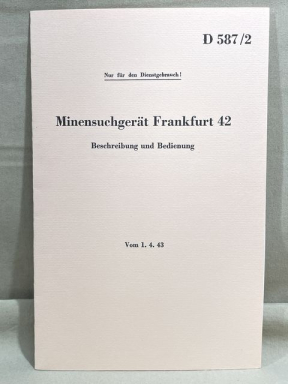 D 587/2
Nur für den Dienstgebrauch!
Minensuchgerät Frankfurt 42
Beschreibung und Bedienung
Vom 1. 4. 43